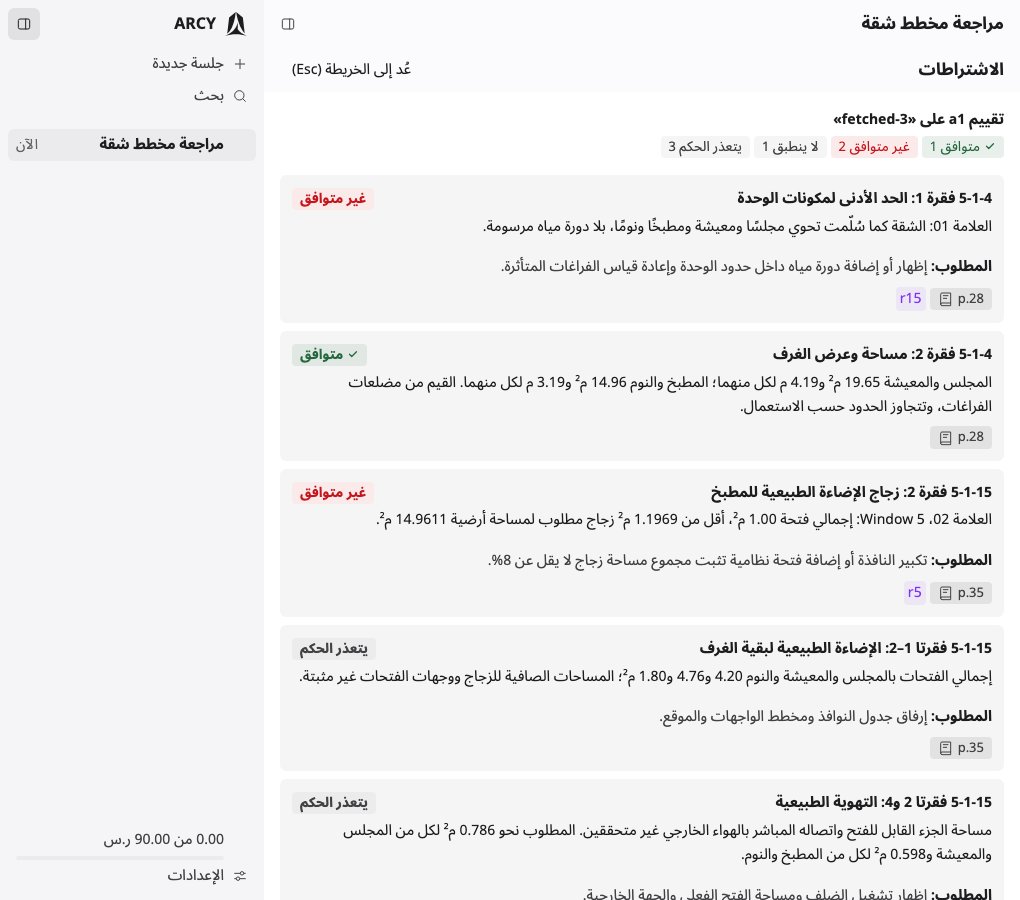 مراجعة مخطط شقة
الاشتراطات
عُد إلى الخريطة (Esc)
تقييم a1 على «fetched-3»
متوافق 1
غير متوافق 2
لا ينطبق 1
يتعذر الحكم 3
5-1-4 فقرة 1: الحد الأدنى لمكونات الوحدة
غير متوافق
العلامة 01: الشقة كما سُلّمت تحوي مجلسًا ومعيشة ومطبخًا ونومًا، بلا دورة مياه مرسومة.
المطلوب: إظهار أو إضافة دورة مياه داخل حدود الوحدة وإعادة قياس الفراغات المتأثرة.
p.28
r15
5-1-4 فقرة 2: مساحة وعرض الغرف
متوافق
المجلس والمعيشة 19.65 م² و4.19 م لكل منهما؛ المطبخ والنوم 14.96 م² و3.19 م لكل منهما. القيم من مضلعات
الفراغات، وتتجاوز الحدود حسب الاستعمال.
p.28
5-1-15 فقرة 2: زجاج الإضاءة الطبيعية للمطبخ
غير متوافق
العلامة 02، Window 5: إجمالي فتحة 1.00 م²، أقل من 1.1969 م² زجاج مطلوب لمساحة أرضية 14.9611 م².
المطلوب: تكبير النافذة أو إضافة فتحة نظامية تثبت مجموع مساحة زجاج لا يقل عن 8%.
p.35
r5
5-1-15 فقرتا 1–2: الإضاءة الطبيعية لبقية الغرف
يتعذر الحكم
إجمالي الفتحات بالمجلس والمعيشة والنوم 4.20 و4.76 و1.80 م²؛ المساحات الصافية للزجاج ووجهات الفتحات غير مثبتة.
المطلوب: إرفاق جدول النوافذ ومخطط الواجهات والموقع.
p.35
5-1-15 فقرتا 2 و4: التهوية الطبيعية
يتعذر الحكم
مساحة الجزء القابل للفتح واتصاله المباشر بالهواء الخارجي غير متحققين. المطلوب نحو 0.786 م² لكل من المجلس
والمعيشة و0.598 م² لكل من المطبخ والنوم.
المطلوب: إظهار تشغيل الضلف ومساحة الفتح الفعلي والجهة الخارجية.
ARCY
جلسة جديدة
بحث
مراجعة مخطط شقة
الآن
0.00 من 90.00 ر.س
الإعدادات